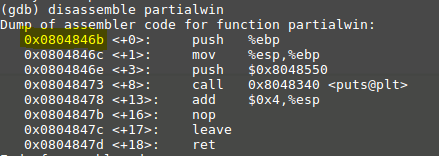 (gdb) disassemble partialwin
Dump of assembler code for function partialwin:
0x0804846b <+0>: push %ebp
0x0804846c <+1>: mov %esp,%ebp
0x0804846e <+3>: push $0x8048550
0x08048473 <+8>: call 0x8048340 <puts@plt>
0x08048478 <+13>: add $0x4,%esp
0x0804847b <+16>: nop
0x0804847c <+17>: leave
0x0804847d <+18>: ret